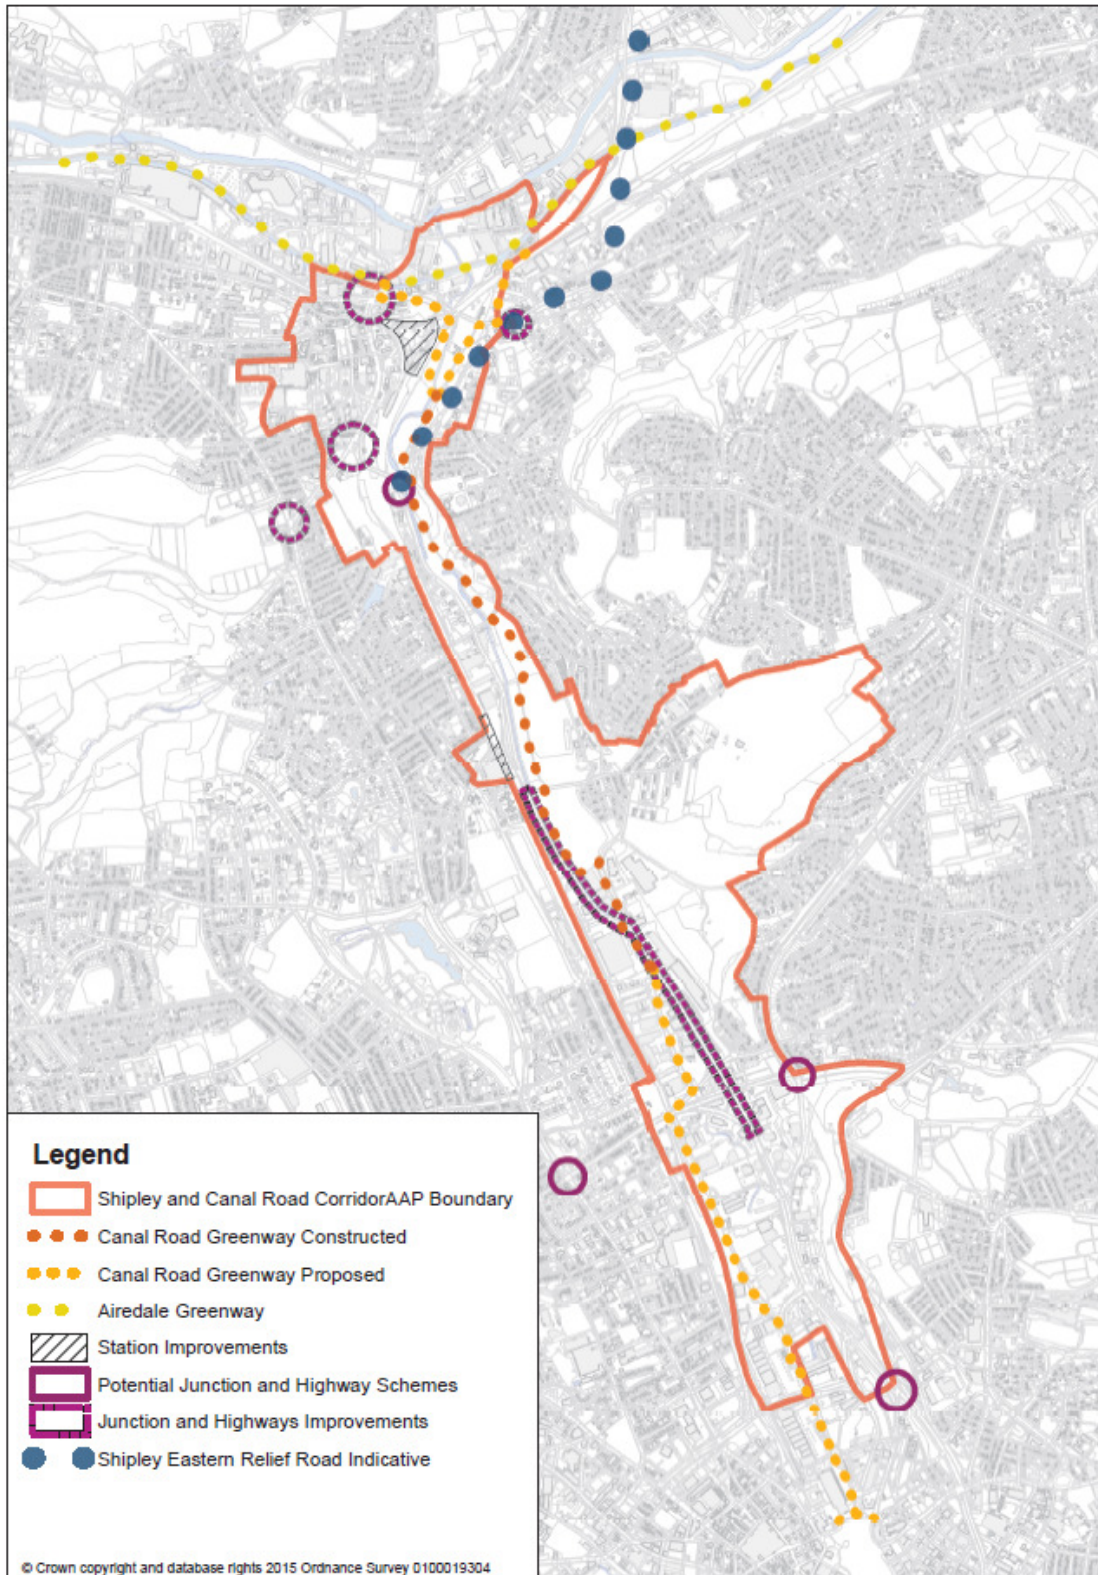 Legend
Shipley and Canal Road CorridorAAP Boundary
Canal Road Greenway Constructed
Canal Road Greenway Proposed
Airedale Greenway
Station Improvements
Potential Junction and Highway Schemes
Junction and Highways Improvements
Shipley Eastern Relief Road Indicative
© Crown copyright and database rights 2015 Ordnance Survey 0100019304